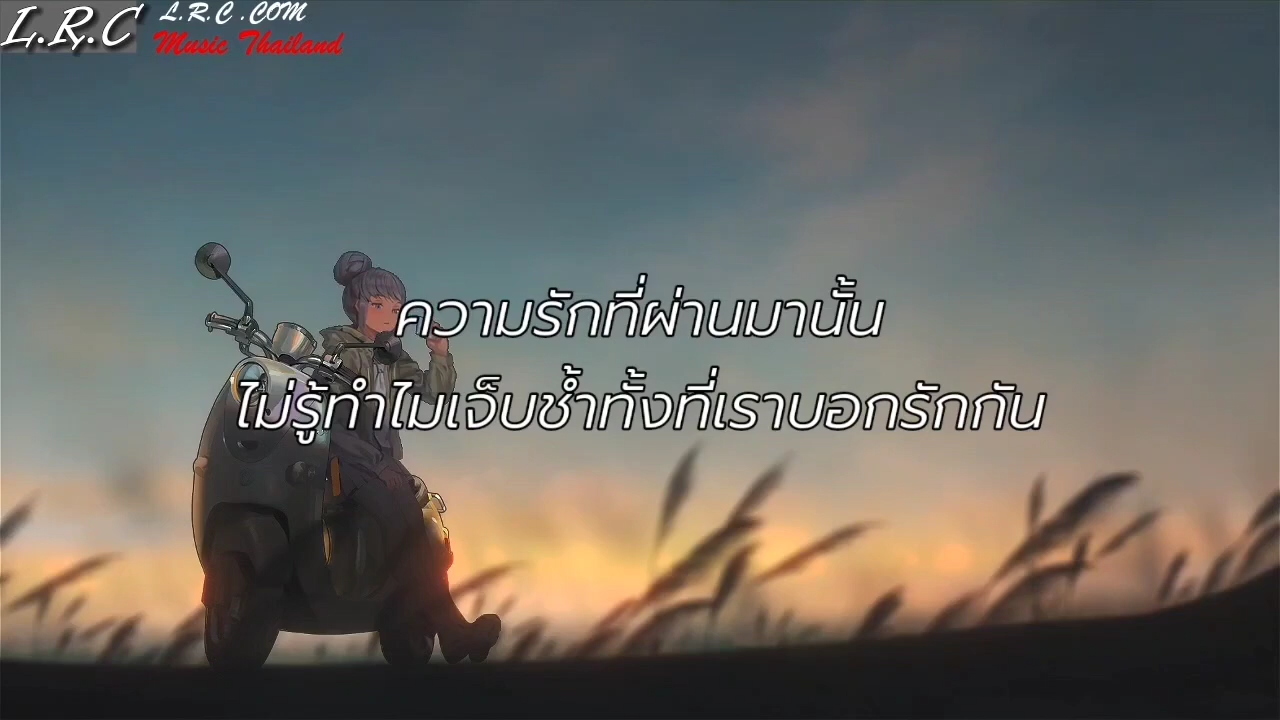 L.R.C
L.R.C .COM
Music Thailand
ความรักที่ผ่านมานั้น
ไม่รู้ทำไมเจ็บช้ำทั้งที่เราบอกรักกัน